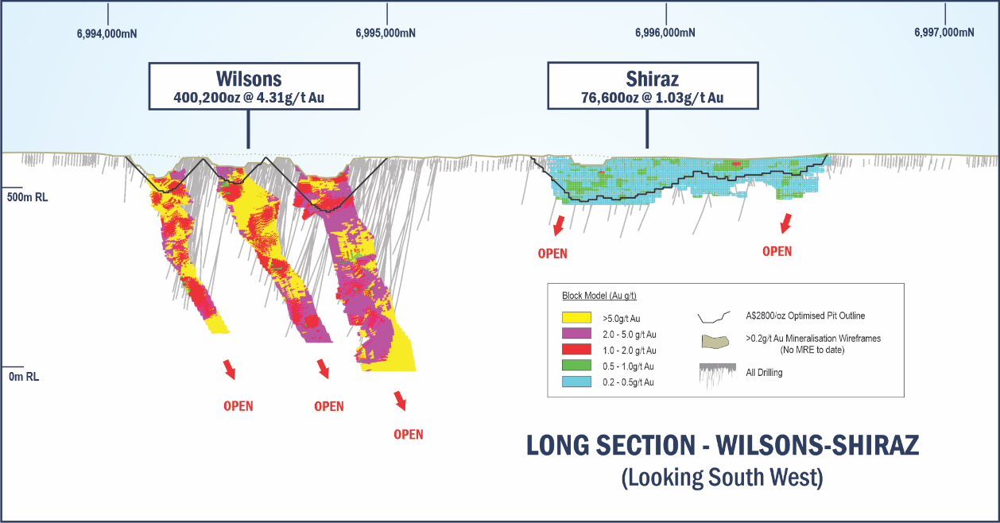 6,994,000mN
6,995,000mN
6,996,000mN
6,997,000mN
Wilsons
400,200oz @ 4.31g/t Au
Shiraz
76,600oz @ 1.03g/t Au
500m RL
0m RL
OPEN
OPEN
OPEN
OPEN
OPEN
Block Model (Au g/t)
>5.0g/t Au
2.0 - 5.0 g/t Au
1.0 - 2.0 g/t Au
0.5 - 1.0g/t Au
0.2 - 0.5g/t Au
A$2800/oz Optimised Pit Outline
>0.2g/t Au Mineralisation Wireframes
(No MRE to date)
All Drilling
LONG SECTION - WILSONS-SHIRAZ
(Looking South West)